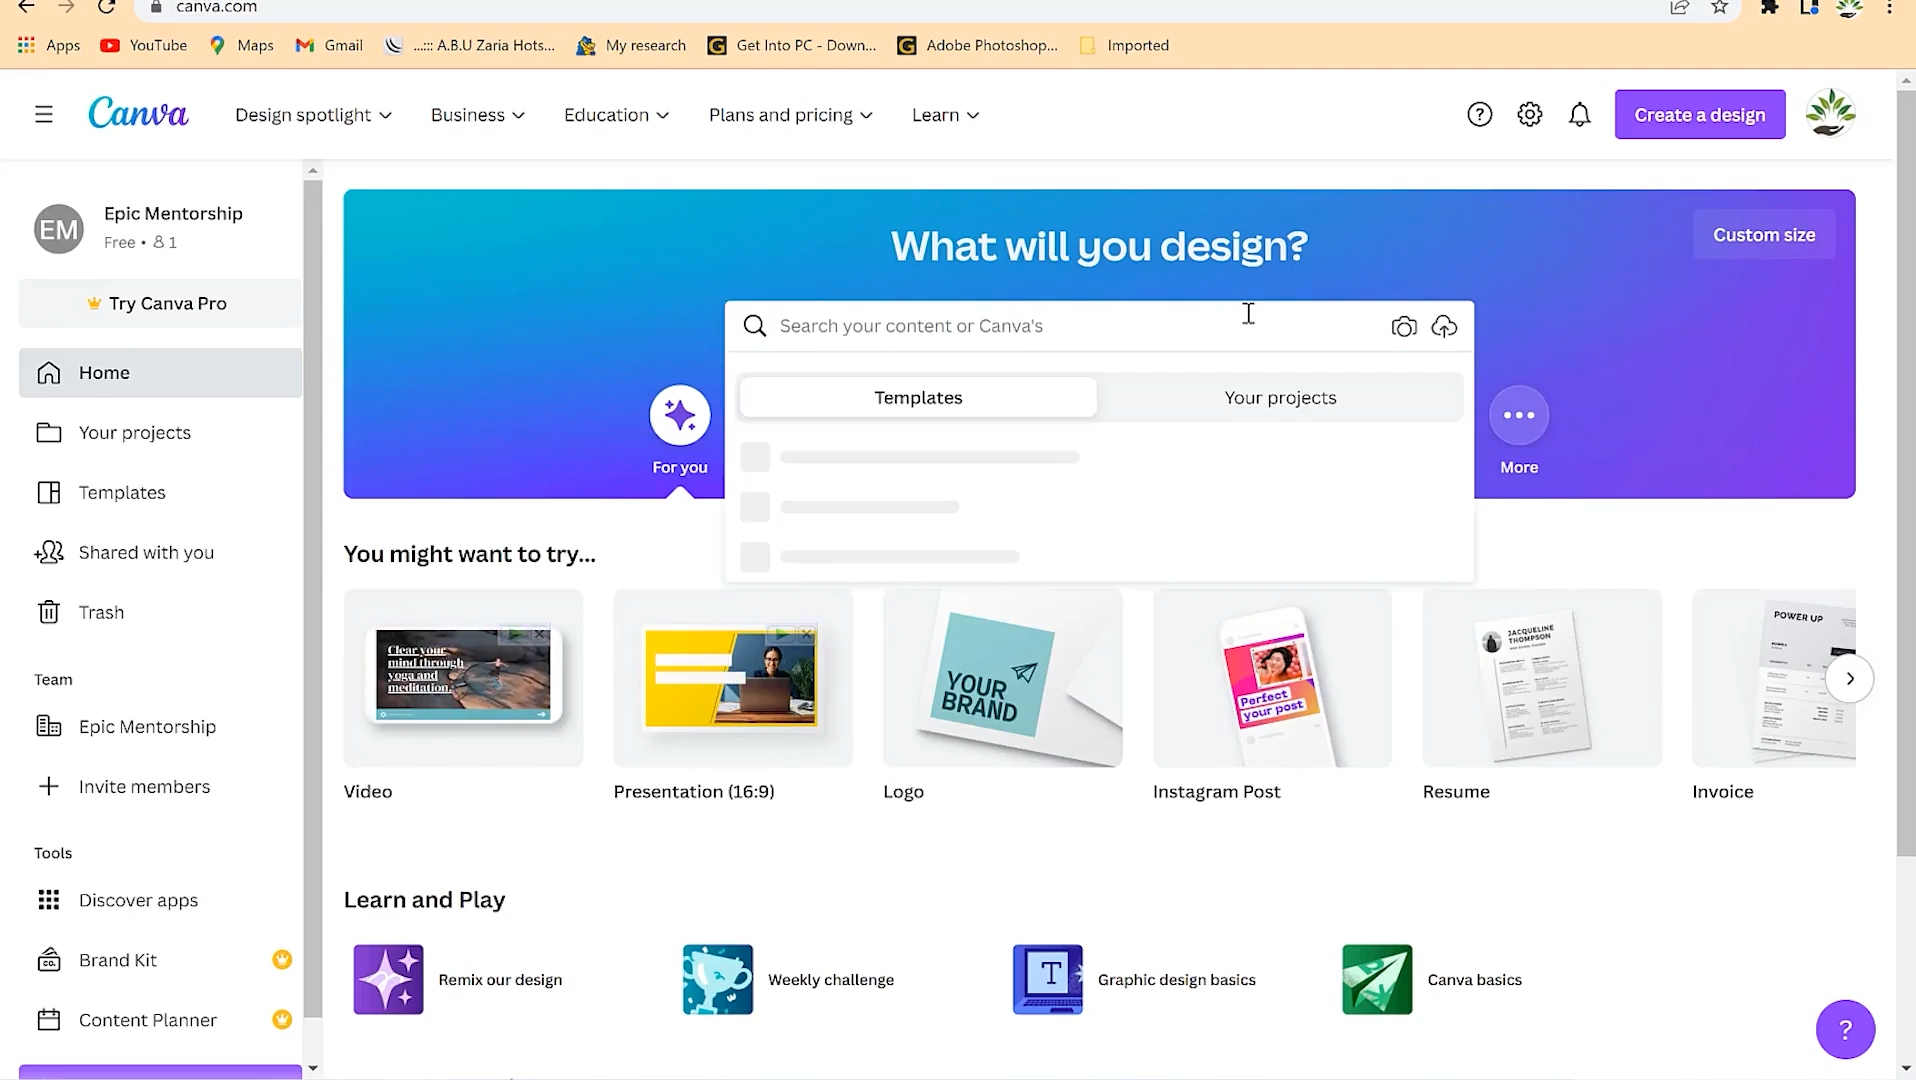 canva.com
Apps
YouTube
Maps
Gmail
...::: A.B.U Zaria Hots...
My research
Get Into PC - Down...
Adobe Photoshop...
Imported
Canva
Design spotlight
Business
Education
Plans and pricing
Learn
Create a design
EM
Epic Mentorship
Free • 1
Try Canva Pro
Home
Your projects
Templates
Shared with you
Trash
Team
Epic Mentorship
Invite members
Tools
Discover apps
CO.
Brand Kit
Content Planner
What will you design?
Custom size
Search your content or Canva's
Templates
Your projects
For you
More
You might want to try...
Clear your
mind through
yoga and
meditation.
Video
Presentation (16:9)
YOUR
BRAND
Logo
Perfect
your post
Instagram Post
JACQUELINE
THOMPSON
Resume
POWER UP
Invoice
Learn and Play
Remix our design
Weekly challenge
T
Graphic design basics
Canva basics
?